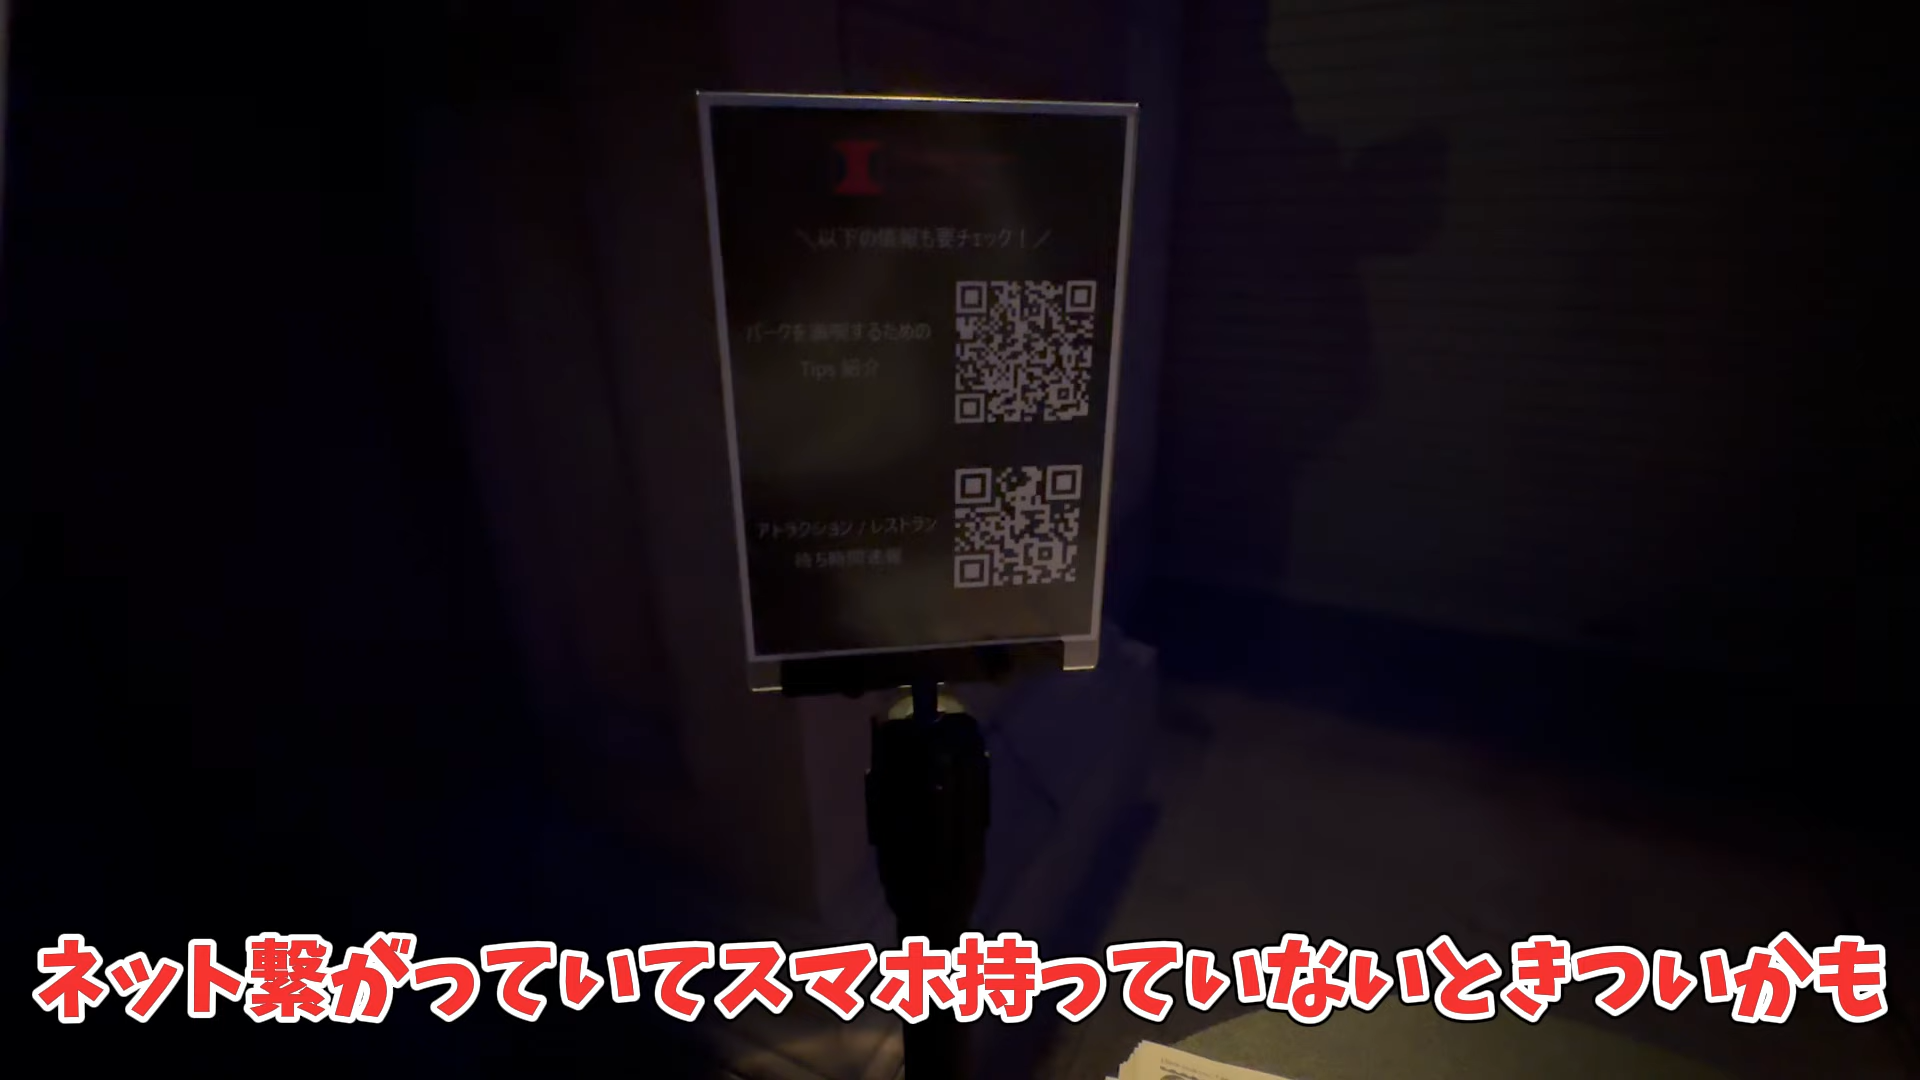 ＼以下の情報も要チェック！／
パークを満喫するための
Tips 紹介
アトラクション / レストラン
待ち時間速報
ネット繋がっていてスマホ持っていないときついかも